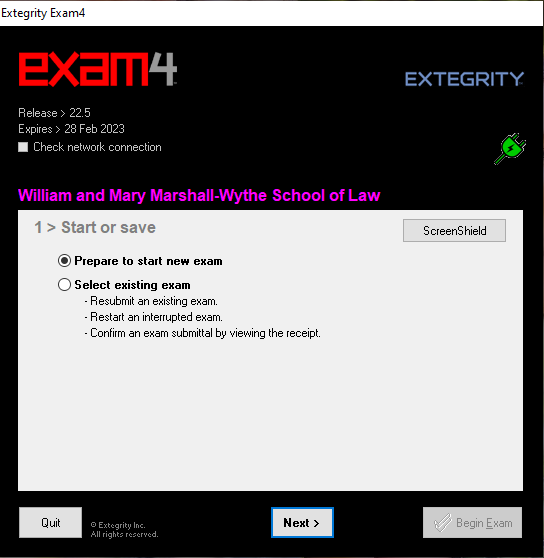 Extegrity Exam4
exam4
EXTEGRITY
Release > 22.5
Expires > 28 Feb 2023
Check network connection
William and Mary Marshall-Wythe School of Law
1 > Start or save
ScreenShield
Prepare to start new exam
Select existing exam
- Resubmit an existing exam.
- Restart an interrupted exam.
- Confirm an exam submittal by viewing the receipt.
Quit
© Extegrity Inc.
All rights reserved.
Next >
Begin Exam